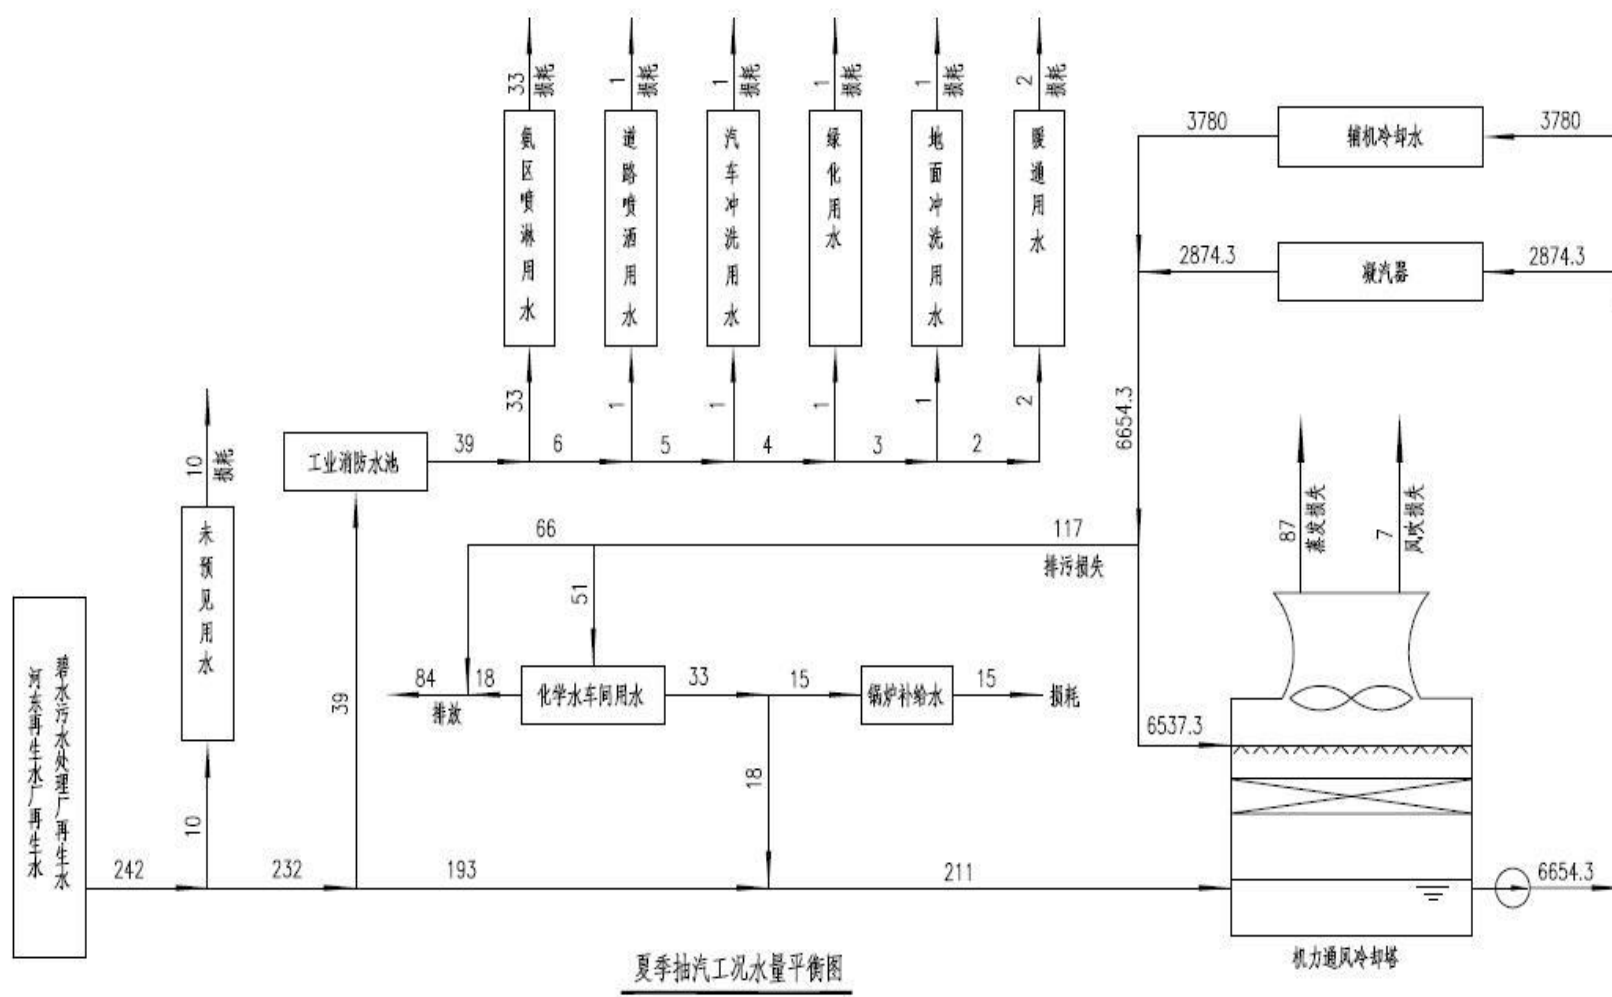 33
损耗
1
损耗
1
损耗
1
损耗
1
损耗
2
损耗
氨区喷淋用水
道路喷洒用水
汽车冲洗用水
绿化用水
地面冲洗用水
暖通用水
3780
辅机冷却水
3780
2874.3
凝汽器
2874.3
33
1
1
1
1
2
6654.3
工业消防水池
39
6
5
4
3
2
10
损耗
未预见用水
87
蒸发损失
7
风吹损失
66
117
排污损失
51
84
排放
18
化学水车间用水
33
15
锅炉补给水
15
损耗
39
18
6537.3
碧水污水处理厂再生水
河东再生水厂再生水
10
242
232
193
211
6654.3
机力通风冷却塔
夏季抽汽工况水量平衡图